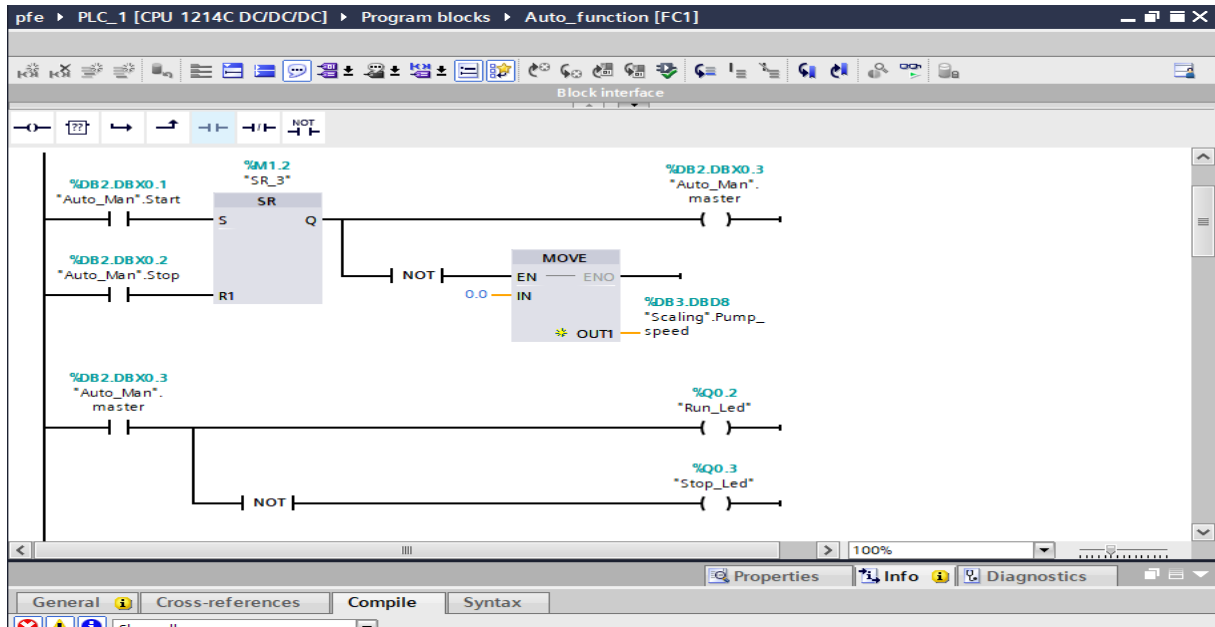 pfe ▸ PLC_1 [CPU 1214C DC/DC/DC] ▸ Program blocks ▸ Auto_function [FC1]
Block interface
??
NOT
%M1.2
"SR_3"
%DB2.DBX0.1
"Auto_Man".Start
SR
S Q
%DB2.DBX0.3
"Auto_Man".
master
%DB2.DBX0.2
"Auto_Man".Stop
R1
NOT
MOVE
EN ENO
0.0 IN
OUT1
%DB3.DBD8
"Scaling".Pump_
speed
%DB2.DBX0.3
"Auto_Man".
master
%Q0.2
"Run_Led"
%Q0.3
"Stop_Led"
NOT
100%
Properties Info Diagnostics
General Cross-references Compile Syntax